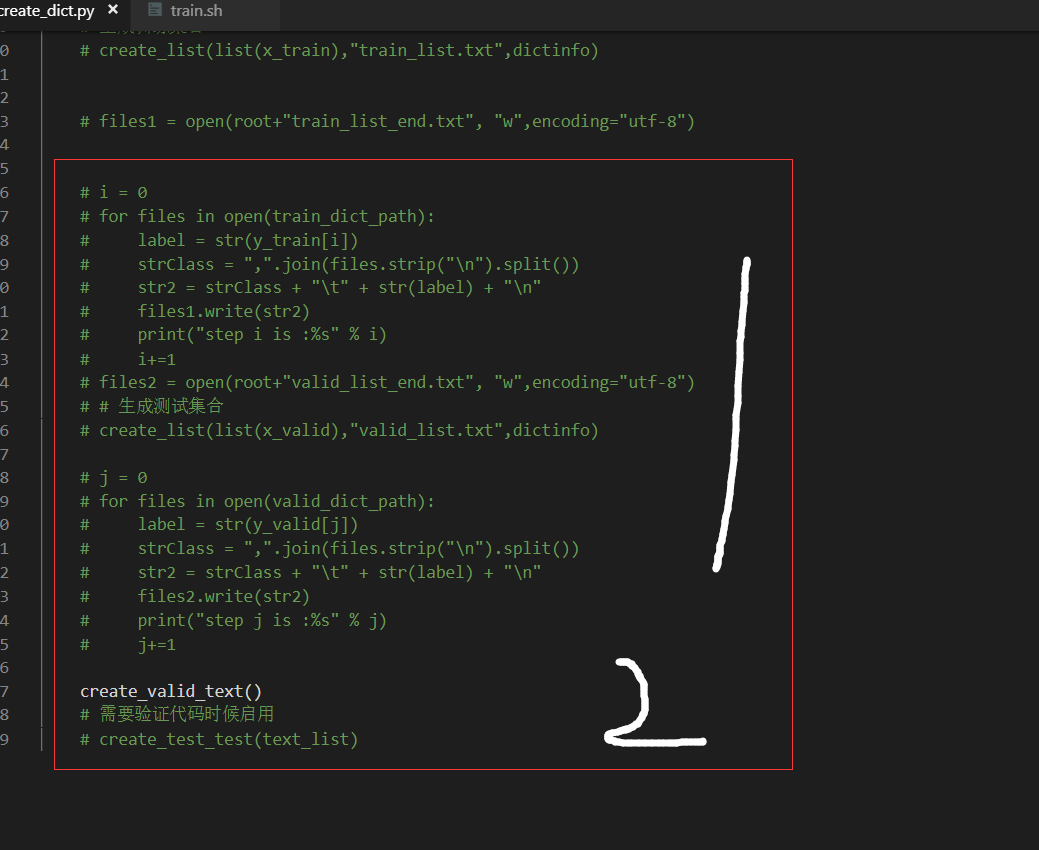 create_dict.py × train.sh
0 # create_list(list(x_train),"train_list.txt",dictinfo)
1
2
3 # files1 = open(root+"train_list_end.txt", "w",encoding="utf-8")
4
5
6 # i = 0
7 # for files in open(train_dict_path):
8 #     label = str(y_train[i])
9 #     strClass = ",".join(files.strip("\n").split())
0 #     str2 = strClass + "\t" + str(label) + "\n"
1 #     files1.write(str2)
2 #     print("step i is :%s" % i)
3 #     i+=1
4 # files2 = open(root+"valid_list_end.txt", "w",encoding="utf-8")
5 # # 生成测试集合
6 # create_list(list(x_valid),"valid_list.txt",dictinfo)
7
8 # j = 0
9 # for files in open(valid_dict_path):
0 #     label = str(y_valid[j])
1 #     strClass = ",".join(files.strip("\n").split())
2 #     str2 = strClass + "\t" + str(label) + "\n"
3 #     files2.write(str2)
4 #     print("step j is :%s" % j)
5 #     j+=1
6
7 create_valid_text()
8 # 需要验证代码时候启用
9 # create_test_test(text_list)
1
2